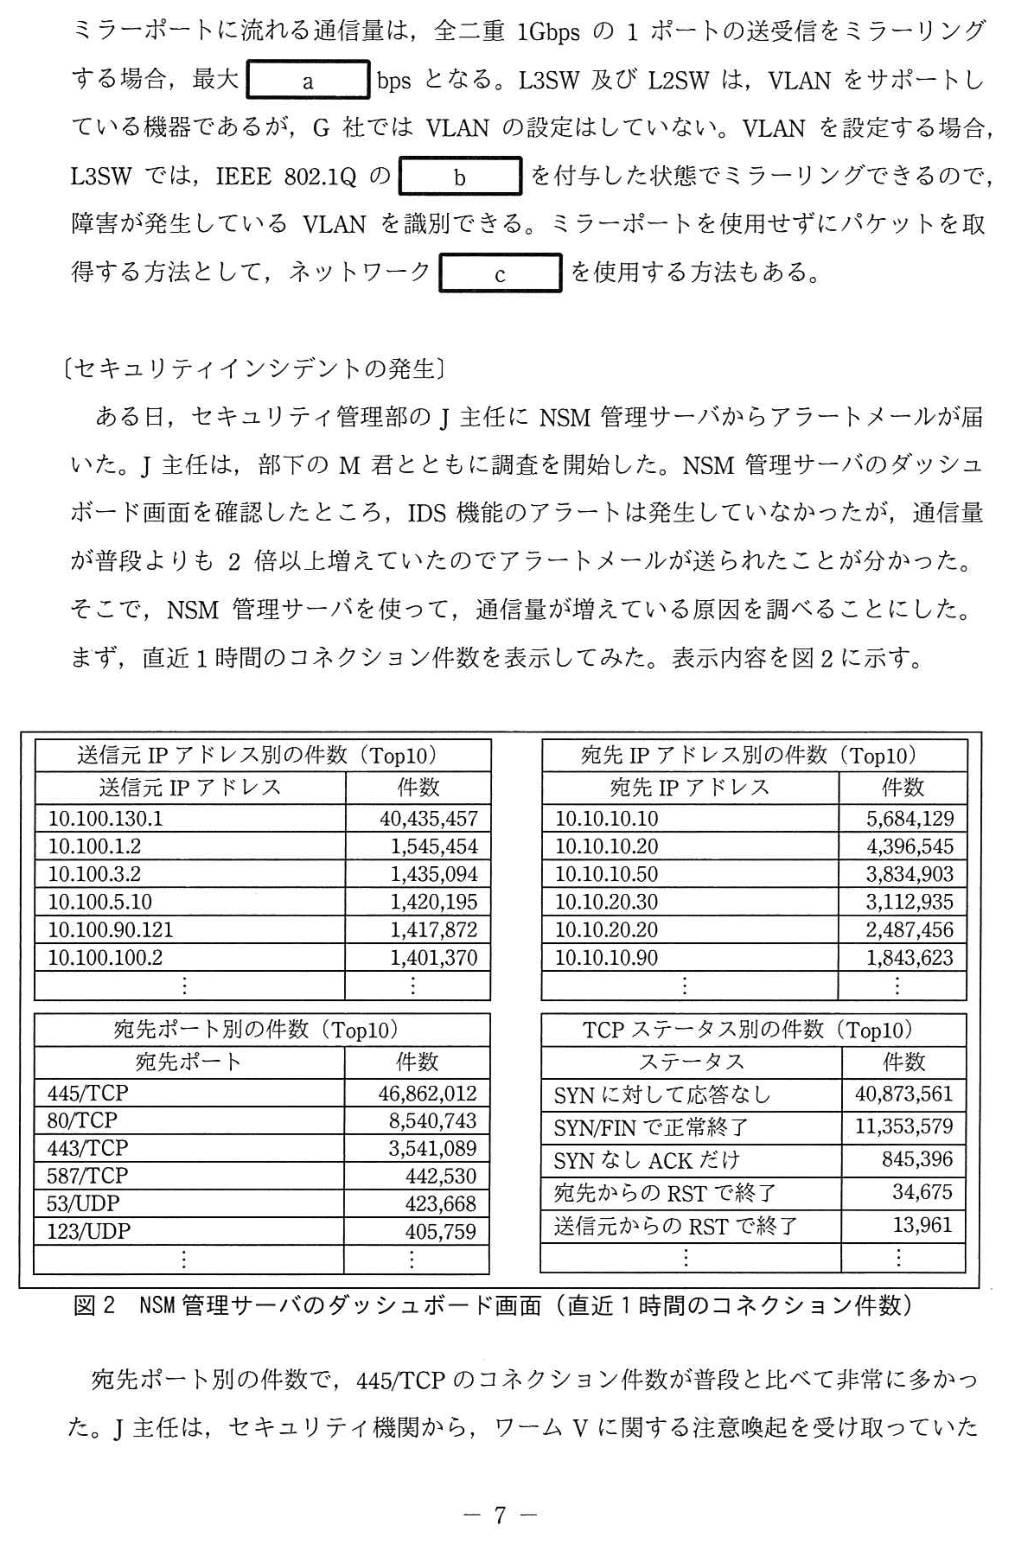 ミラーポートに流れる通信量は，全二重 1Gbps の 1 ポートの送受信をミラーリング
する場合，最大 a bps となる。L3SW 及び L2SW は，VLAN をサポートし
ている機器であるが，G 社では VLAN の設定はしていない。VLAN を設定する場合，
L3SW では，IEEE 802.1Q の b を付与した状態でミラーリングできるので，
障害が発生している VLAN を識別できる。ミラーポートを使用せずにパケットを取
得する方法として，ネットワーク c を使用する方法もある。
〔セキュリティインシデントの発生〕
ある日，セキュリティ管理部の J 主任に NSM 管理サーバからアラートメールが届
いた。J 主任は，部下の M 君とともに調査を開始した。NSM 管理サーバのダッシュ
ボード画面を確認したところ，IDS 機能のアラートは発生していなかったが，通信量
が普段よりも 2 倍以上増えていたのでアラートメールが送られたことが分かった。
そこで，NSM 管理サーバを使って，通信量が増えている原因を調べることにした。
まず，直近 1 時間のコネクション件数を表示してみた。表示内容を図 2 に示す。
送信元 IP アドレス別の件数（Top10）
送信元 IP アドレス 件数
10.100.130.1 40,435,457
10.100.1.2 1,545,454
10.100.3.2 1,435,094
10.100.5.10 1,420,195
10.100.90.121 1,417,872
10.100.100.2 1,401,370
⋮ ⋮
宛先 IP アドレス別の件数（Top10）
宛先 IP アドレス 件数
10.10.10.10 5,684,129
10.10.10.20 4,396,545
10.10.10.50 3,834,903
10.10.20.30 3,112,935
10.10.20.20 2,487,456
10.10.10.90 1,843,623
⋮ ⋮
宛先ポート別の件数（Top10）
宛先ポート 件数
445/TCP 46,862,012
80/TCP 8,540,743
443/TCP 3,541,089
587/TCP 442,530
53/UDP 423,668
123/UDP 405,759
⋮ ⋮
TCP ステータス別の件数（Top10）
ステータス 件数
SYN に対して応答なし 40,873,561
SYN/FIN で正常終了 11,353,579
SYN なし ACK だけ 845,396
宛先からの RST で終了 34,675
送信元からの RST で終了 13,961
⋮ ⋮
図 2　NSM 管理サーバのダッシュボード画面（直近 1 時間のコネクション件数）
宛先ポート別の件数で，445/TCP のコネクション件数が普段と比べて非常に多かっ
た。J 主任は，セキュリティ機関から，ワーム V に関する注意喚起を受け取っていた
－ 7 －